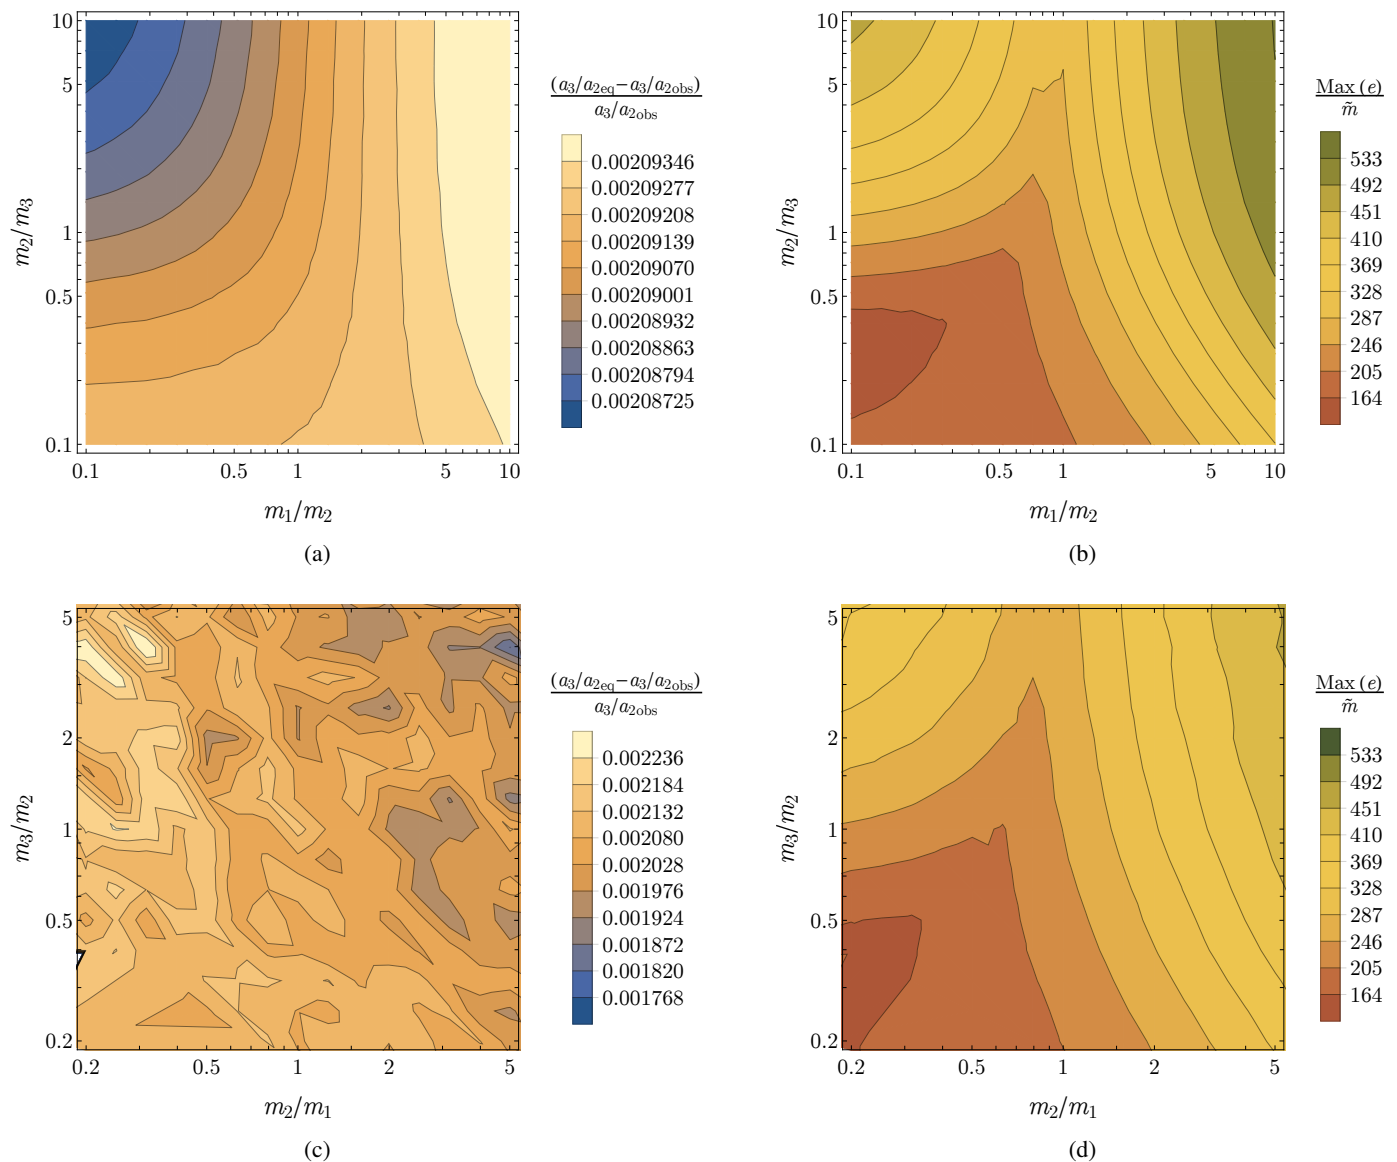 10
5
1
0.5
0.1
m₂/m₃
0.1 0.5 1 5 10
m₁/m₂
(a₃/a₂eq−a₃/a₂obs)
a₃/a₂obs
0.00209346
0.00209277
0.00209208
0.00209139
0.00209070
0.00209001
0.00208932
0.00208863
0.00208794
0.00208725
(a)
10
5
1
0.5
0.1
m₂/m₃
0.1 0.5 1 5 10
m₁/m₂
Max (e)
m̃
533
492
451
410
369
328
287
246
205
164
(b)
5
2
1
0.5
0.2
m₃/m₂
0.2 0.5 1 2 5
m₂/m₁
(a₃/a₂eq−a₃/a₂obs)
a₃/a₂obs
0.002236
0.002184
0.002132
0.002080
0.002028
0.001976
0.001924
0.001872
0.001820
0.001768
(c)
5
2
1
0.5
0.2
m₃/m₂
0.2 0.5 1 2 5
m₂/m₁
Max (e)
m̃
533
492
451
410
369
328
287
246
205
164
(d)